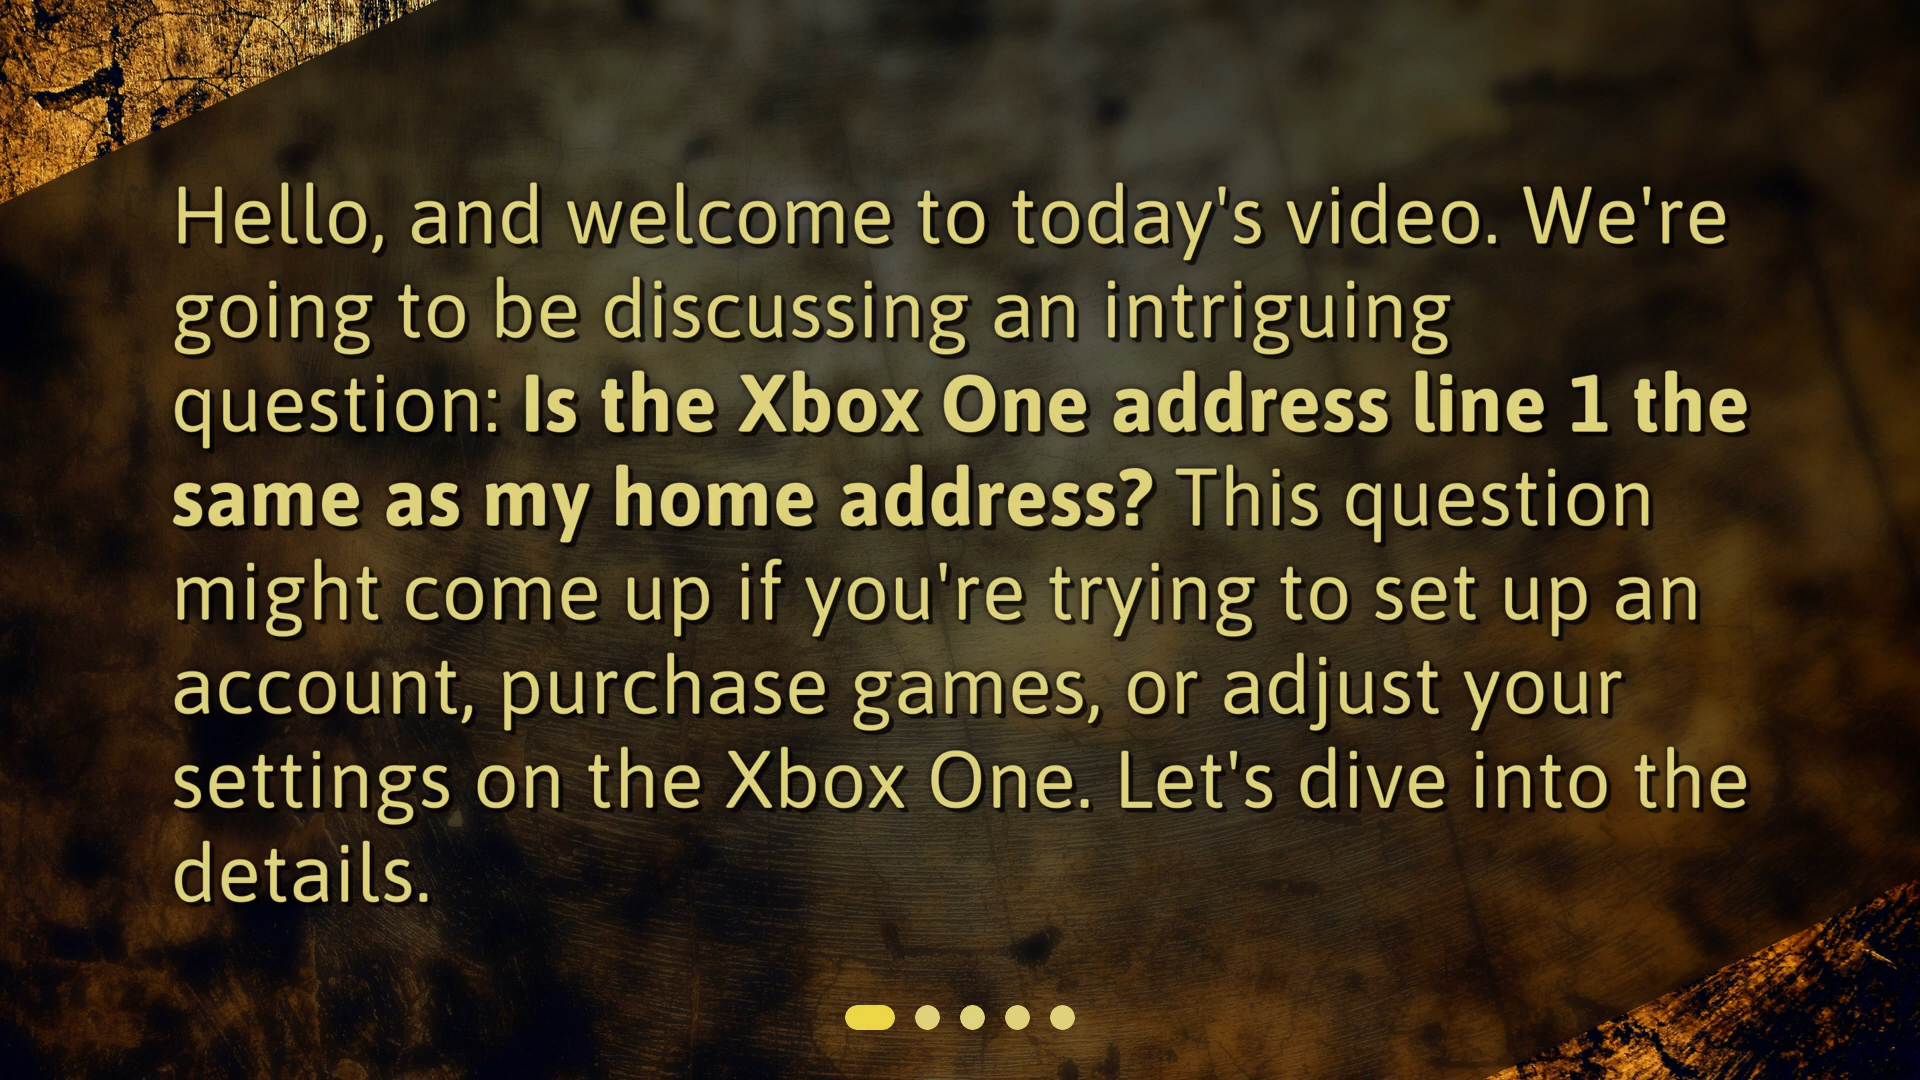 Hello, and welcome to today's video. We're
going to be discussing an intriguing
question: Is the Xbox One address line 1 the
same as my home address? This question
might come up if you're trying to set up an
account, purchase games, or adjust your
settings on the Xbox One. Let's dive into the
details.